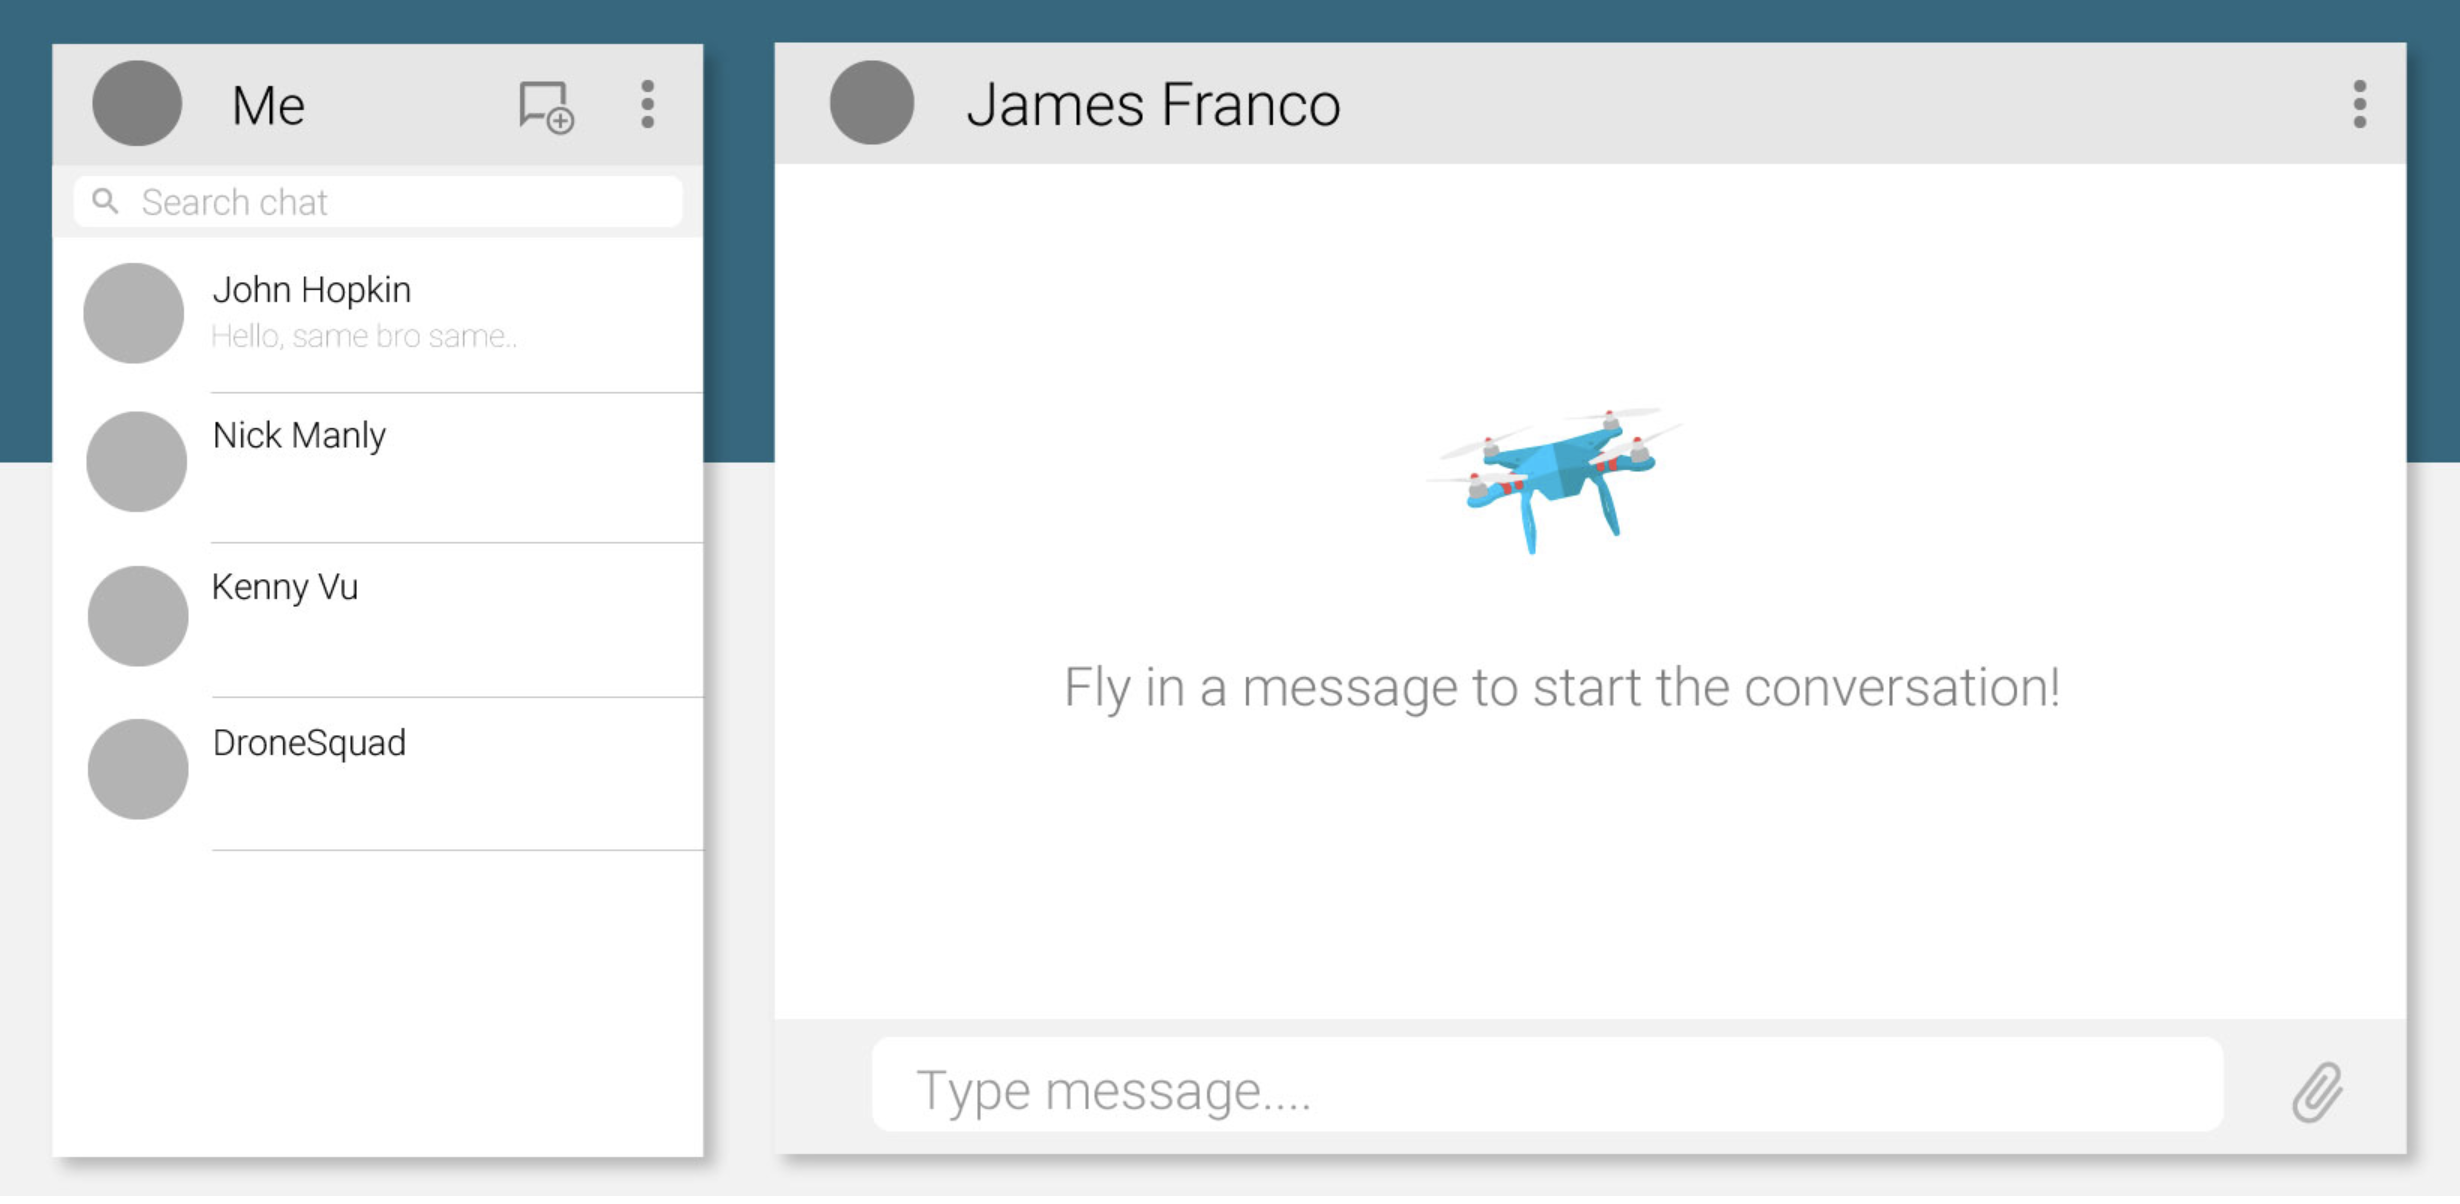 Me
Search chat
John Hopkin
Hello, same bro same..
Nick Manly
Kenny Vu
DroneSquad
James Franco
Fly in a message to start the conversation!
Type message....